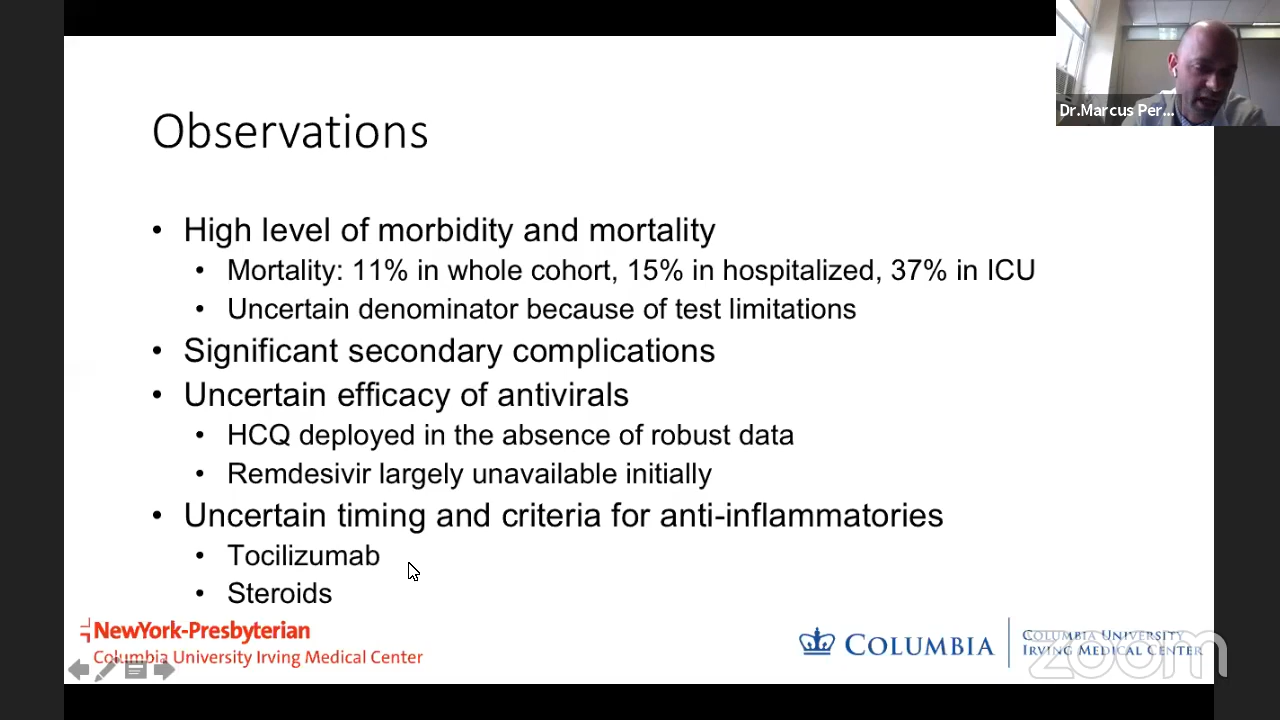 Dr.Marcus Per...
Observations
• High level of morbidity and mortality
• Mortality: 11% in whole cohort, 15% in hospitalized, 37% in ICU
• Uncertain denominator because of test limitations
• Significant secondary complications
• Uncertain efficacy of antivirals
• HCQ deployed in the absence of robust data
• Remdesivir largely unavailable initially
• Uncertain timing and criteria for anti-inflammatories
• Tocilizumab
• Steroids
NewYork-Presbyterian
Columbia University Irving Medical Center
COLUMBIA
COLUMBIA UNIVERSITY
IRVING MEDICAL CENTER
zoom